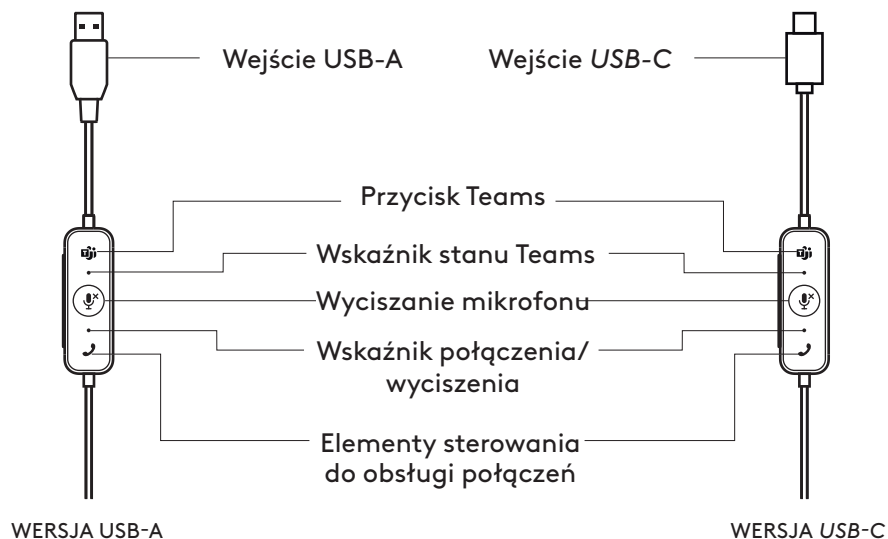 Wejście USB-A
Wejście USB-C
Przycisk Teams
Wskaźnik stanu Teams
Wyciszanie mikrofonu
Wskaźnik połączenia/
wyciszenia
Elementy sterowania
do obsługi połączeń
WERSJA USB-A
WERSJA USB-C